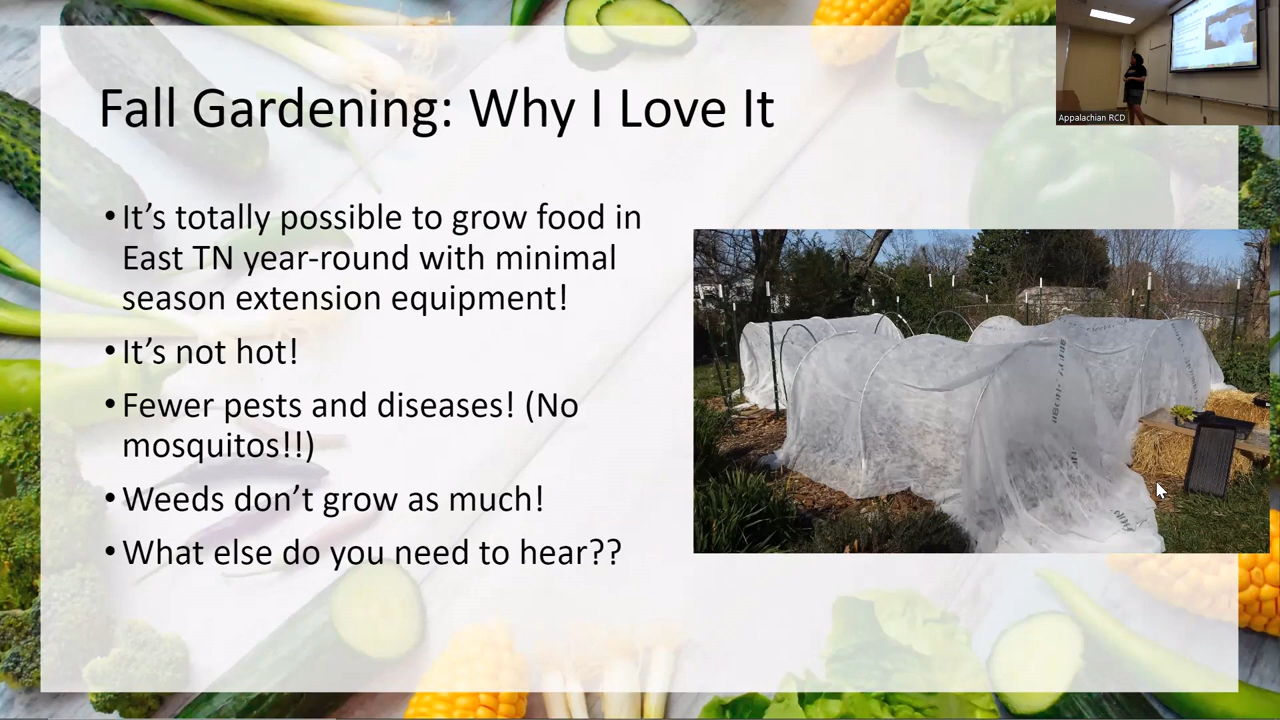 Fall Gardening: Why I Love It
Appalachian RCD
•It’s totally possible to grow food in
East TN year-round with minimal
season extension equipment!
•It’s not hot!
•Fewer pests and diseases! (No
mosquitos!!)
•Weeds don’t grow as much!
•What else do you need to hear??